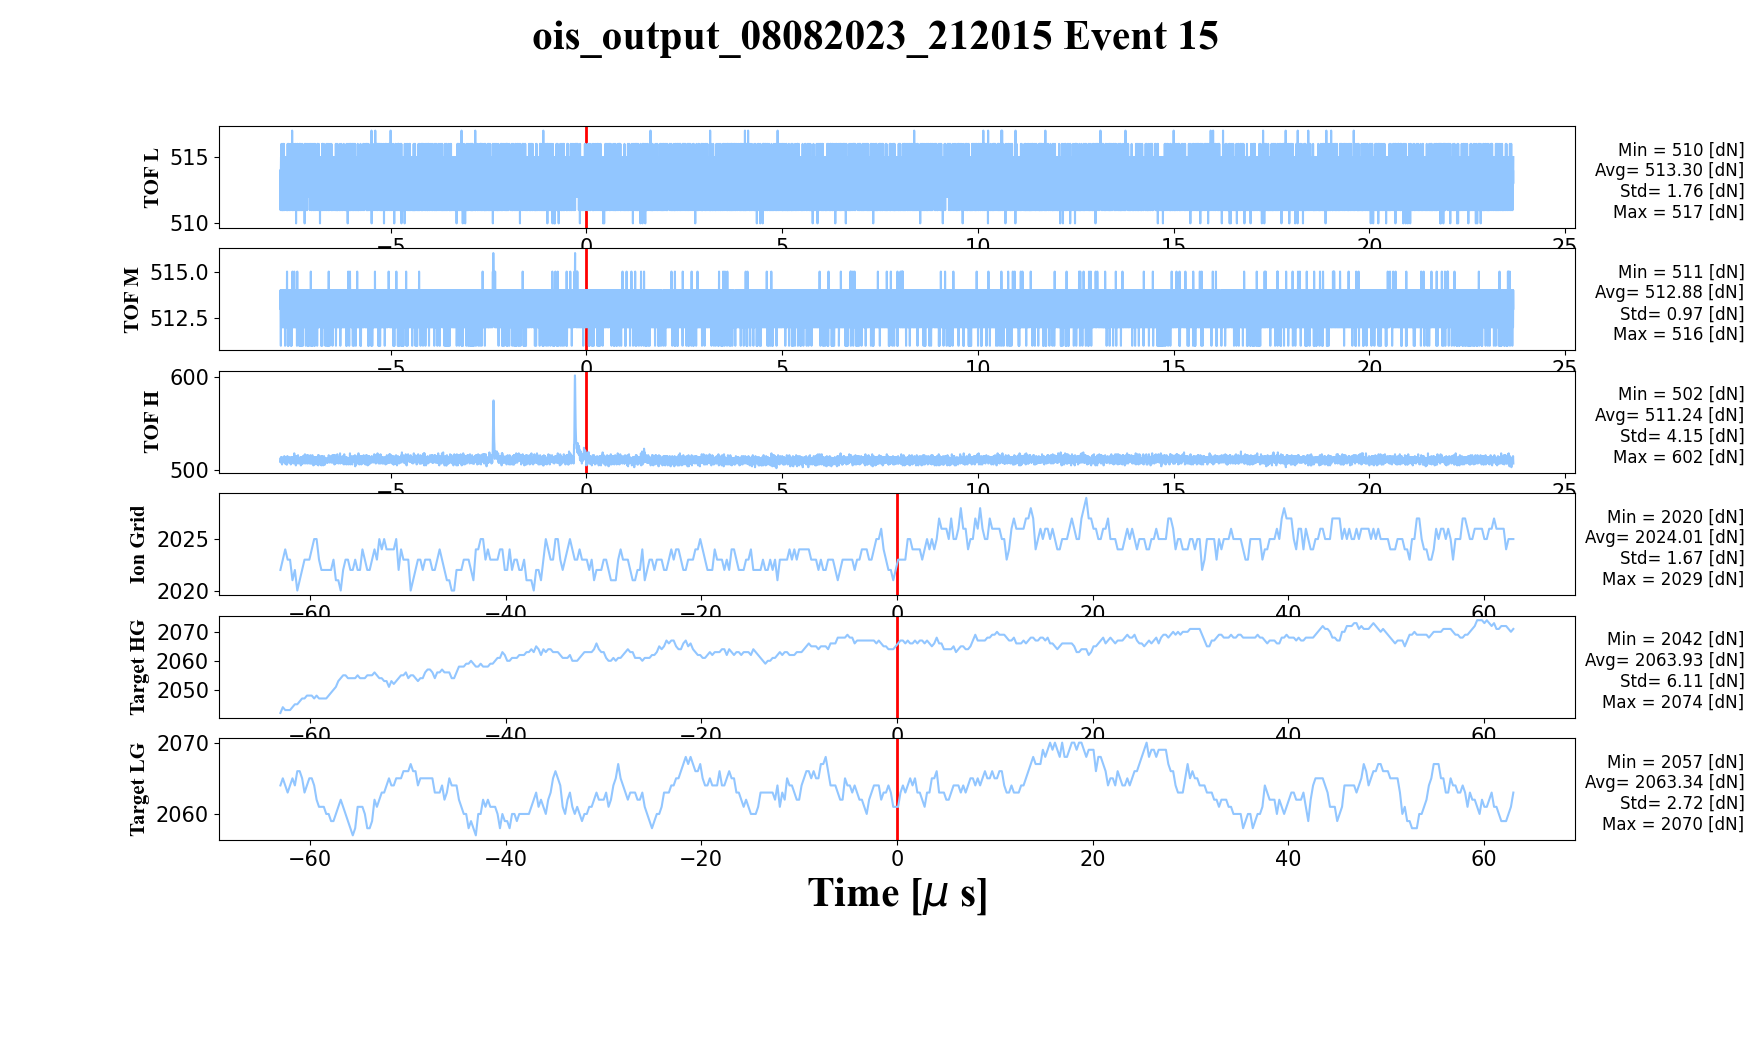 ois_output_08082023_212015 Event 15
TOF L
515
510
Min = 510 [dN]
Avg= 513.30 [dN]
Std= 1.76 [dN]
Max = 517 [dN]
−5 0 5 10 15 20 25
TOF M
515.0
512.5
Min = 511 [dN]
Avg= 512.88 [dN]
Std= 0.97 [dN]
Max = 516 [dN]
−5 0 5 10 15 20 25
TOF H
600
500
Min = 502 [dN]
Avg= 511.24 [dN]
Std= 4.15 [dN]
Max = 602 [dN]
−5 0 5 10 15 20 25
Ion Grid
2025
2020
Min = 2020 [dN]
Avg= 2024.01 [dN]
Std= 1.67 [dN]
Max = 2029 [dN]
−60 −40 −20 0 20 40 60
Target HG
2070
2060
2050
Min = 2042 [dN]
Avg= 2063.93 [dN]
Std= 6.11 [dN]
Max = 2074 [dN]
−60 −40 −20 0 20 40 60
Target LG
2070
2060
Min = 2057 [dN]
Avg= 2063.34 [dN]
Std= 2.72 [dN]
Max = 2070 [dN]
−60 −40 −20 0 20 40 60
Time [μ s]